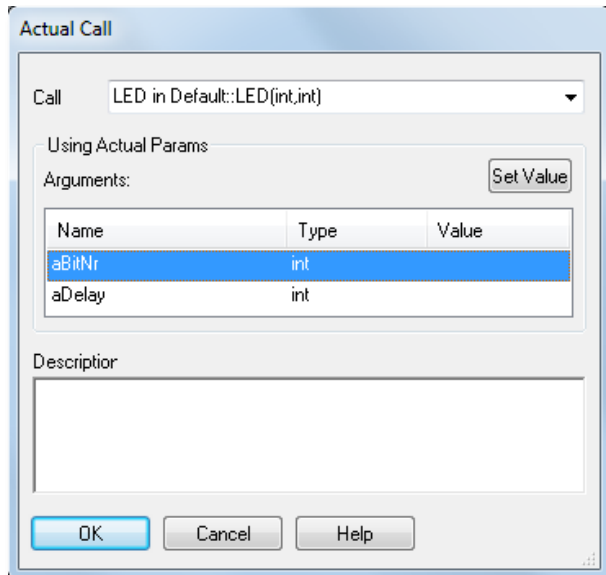 Actual Call
Call LED in Default::LED(int,int)
Using Actual Params
Arguments: Set Value
Name Type Value
aBitNr int
aDelay int
Descriptior
OK Cancel Help